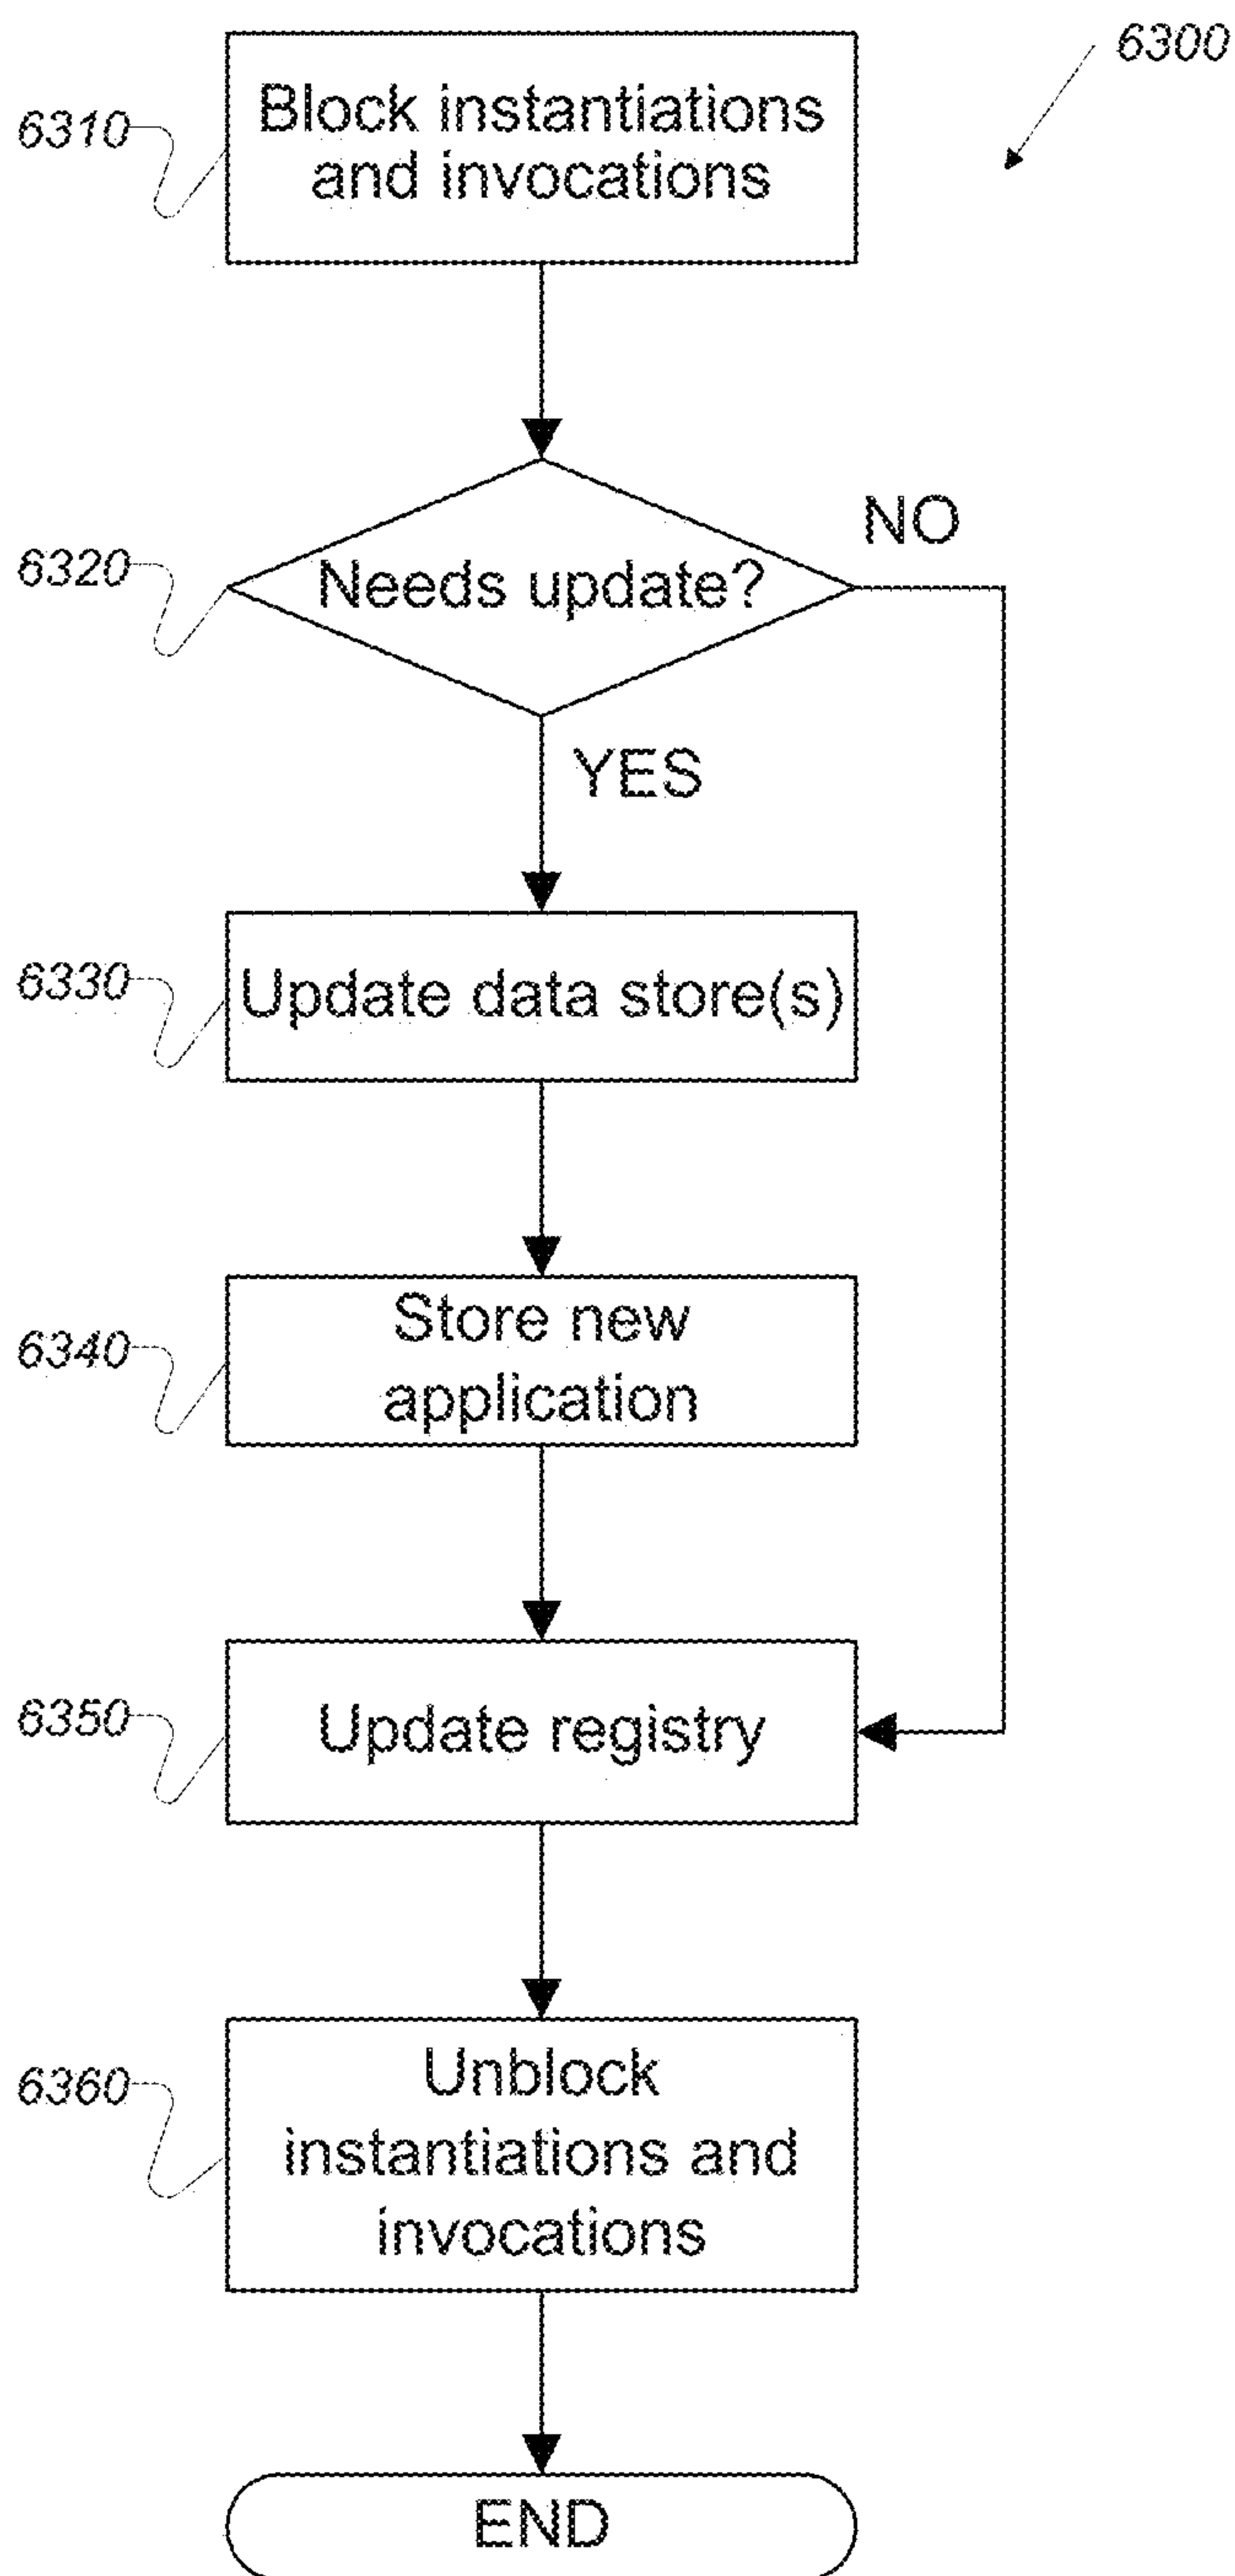 6300
6310
Block instantiations
and invocations
6320
Needs update?
NO
YES
6330
Update data store(s)
6340
Store new
application
6350
Update registry
6360
Unblock
instantiations and
invocations
END